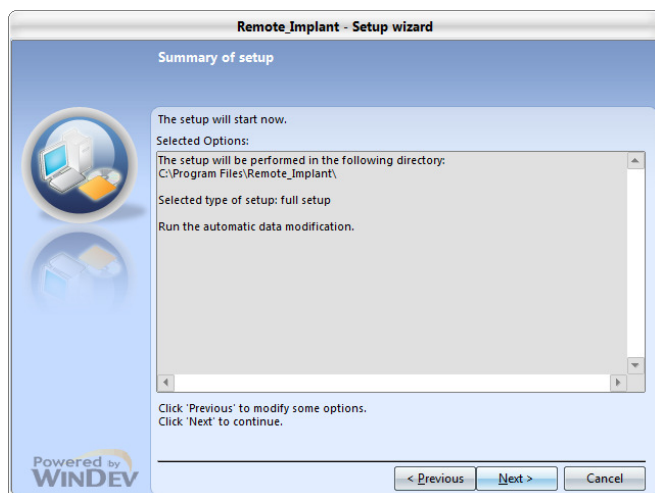 Remote_Implant - Setup wizard
Summary of setup
The setup will start now.
Selected Options:
The setup will be performed in the following directory:
C:\Program Files\Remote_Implant\
Selected type of setup: full setup
Run the automatic data modification.
Click 'Previous' to modify some options.
Click 'Next' to continue.
Powered by
WINDEV
< Previous
Next >
Cancel